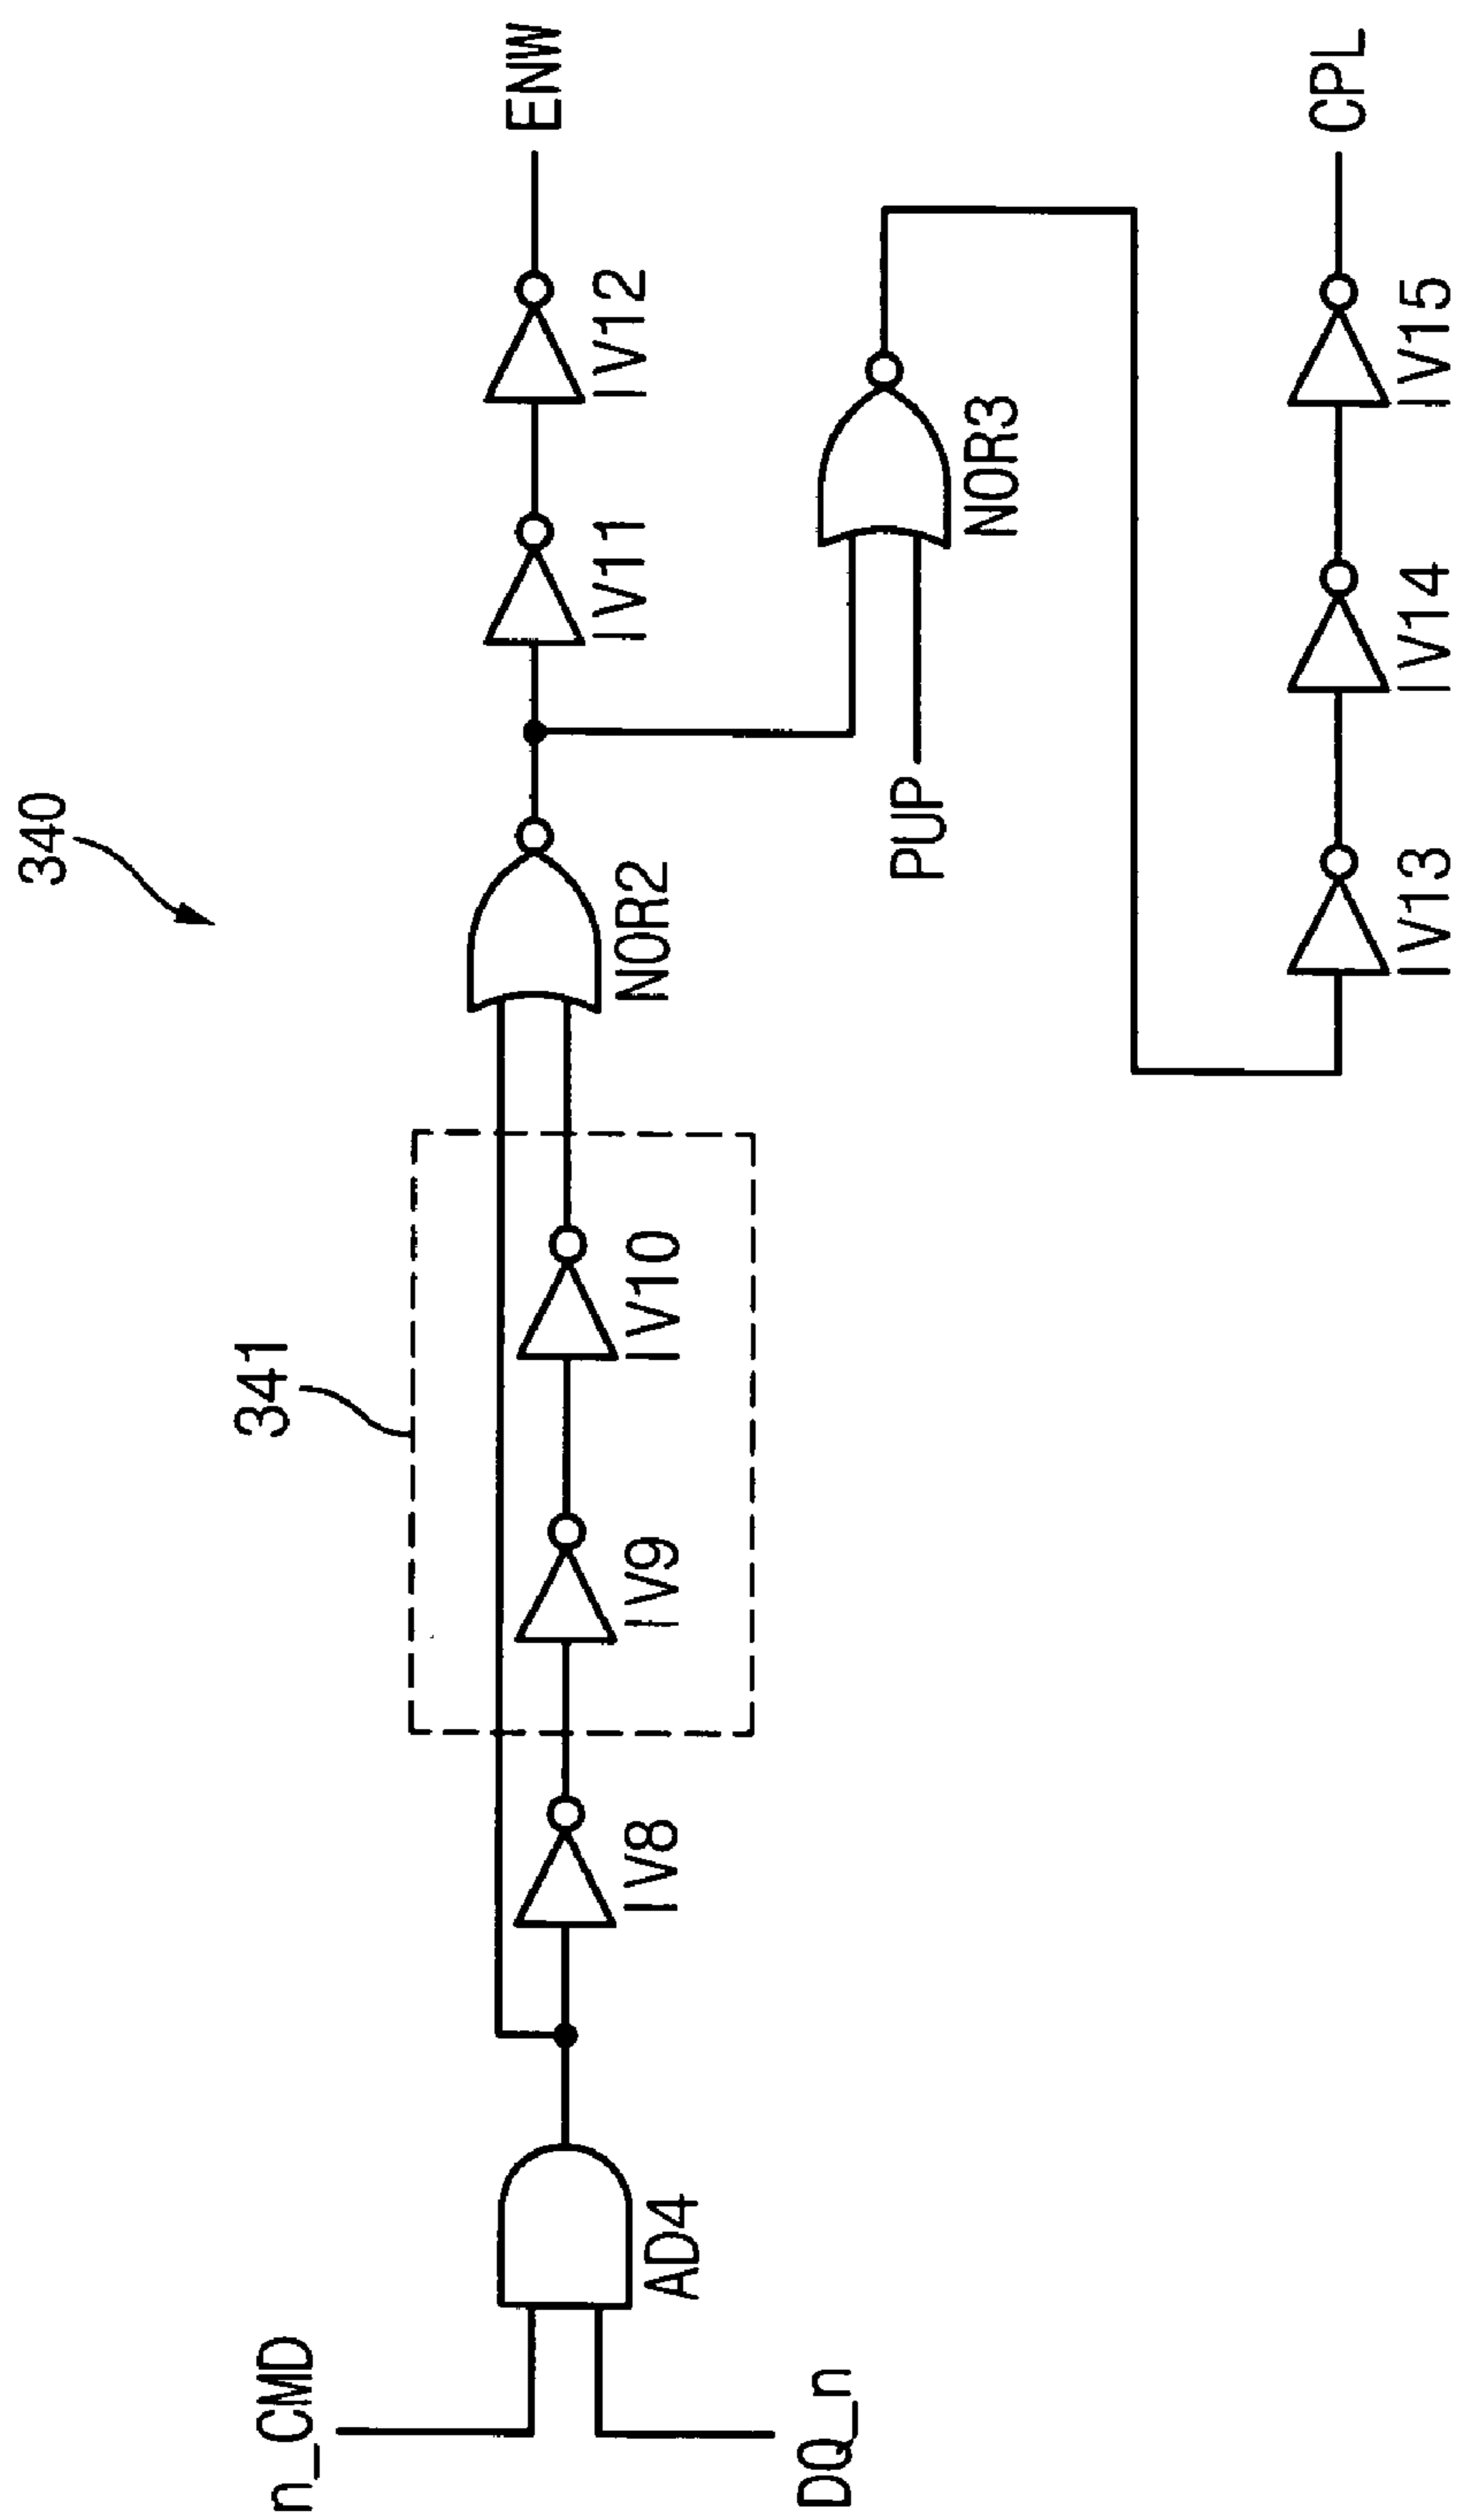 340
n_CMD
DQ_n
AD4
IV8
341
IV9
IV10
NOR2
IV11
IV12
ENW
PUP
NOR3
IV13
IV14
IV15
CPL